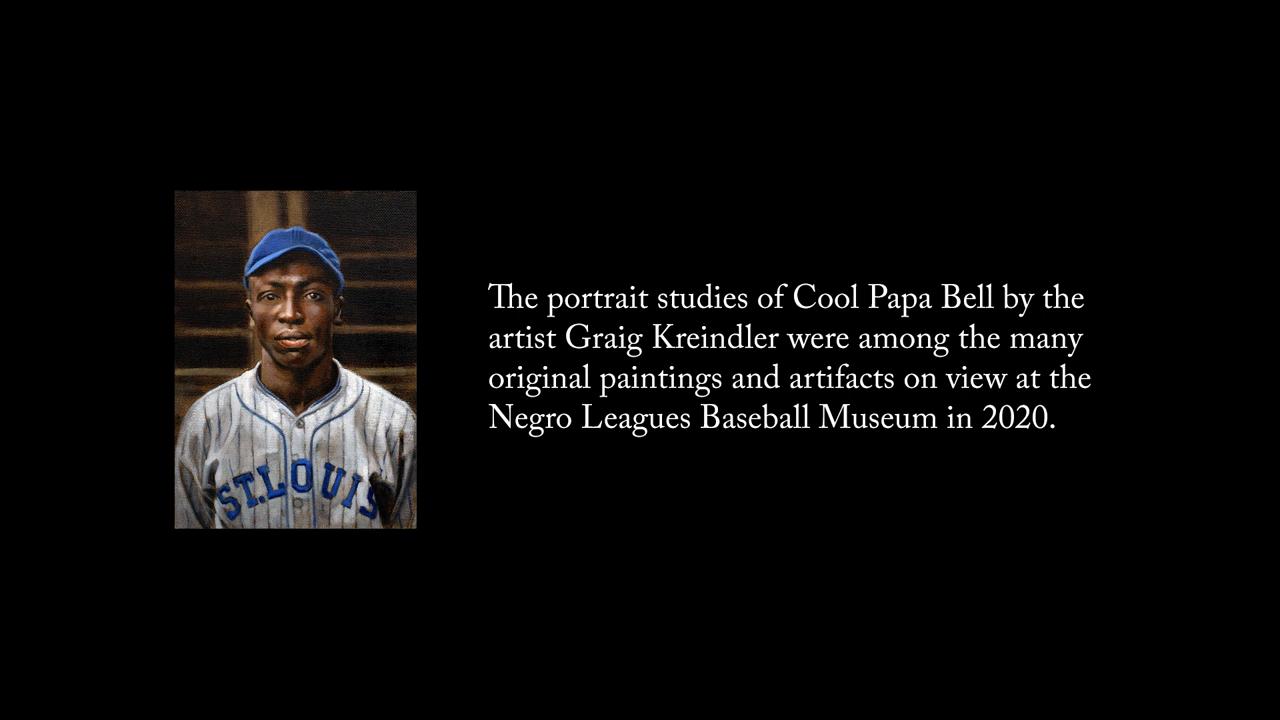 The portrait studies of Cool Papa Bell by the
artist Graig Kreindler were among the many
original paintings and artifacts on view at the
Negro Leagues Baseball Museum in 2020.
ST. LOUIS